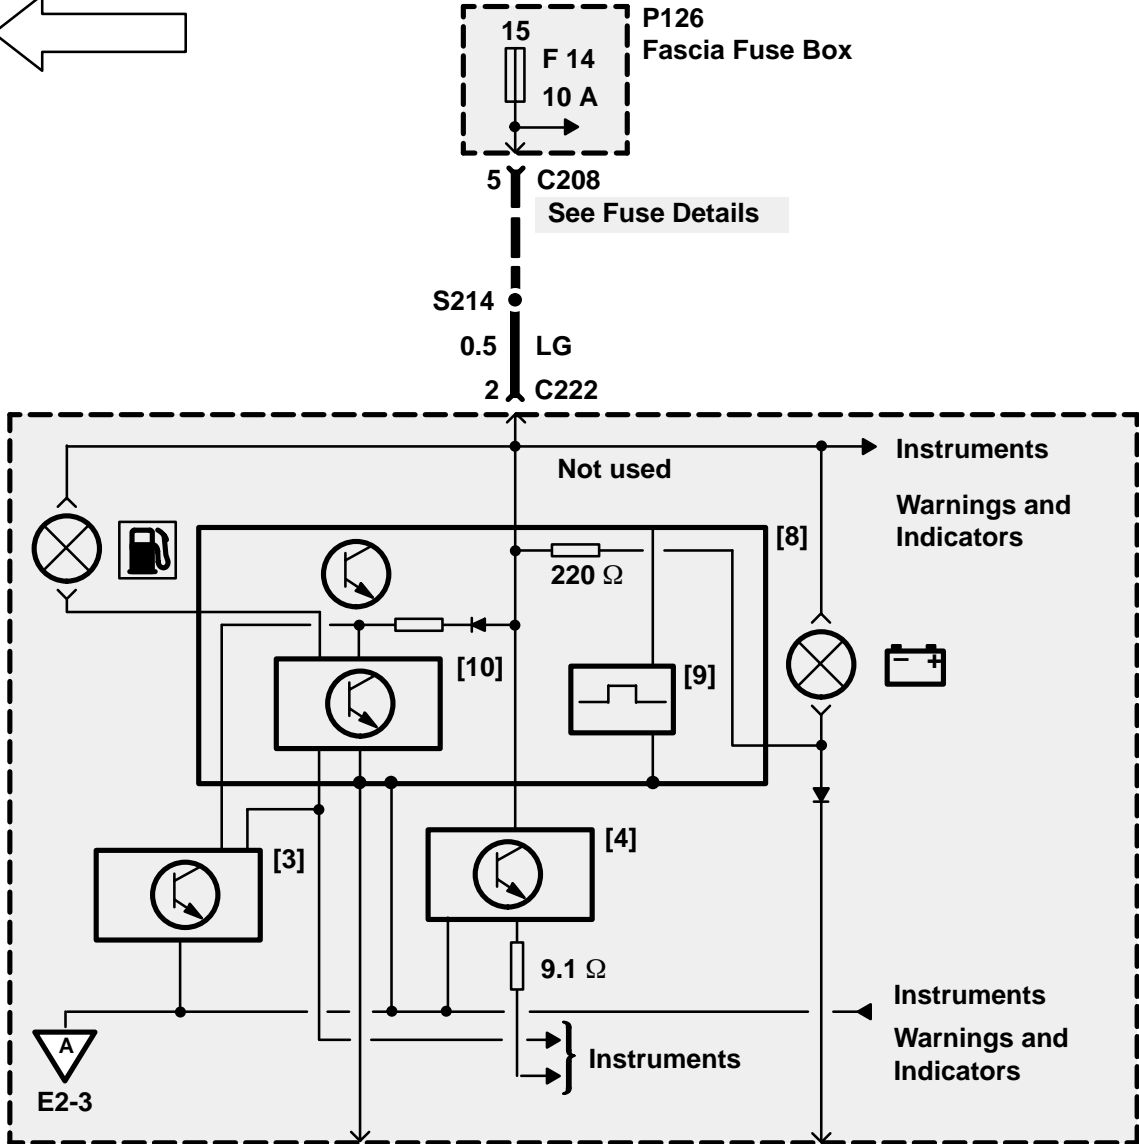 P126
15
Fascia Fuse Box
F 14
10 A
5
C208
See Fuse Details
S214
0.5
LG
2
C222
Instruments
Not used
Warnings and
Indicators
[8]
220 Ω
[10]
[9]
− +
[4]
[3]
9.1 Ω
Instruments
Warnings and
Indicators
A
Instruments
E2-3